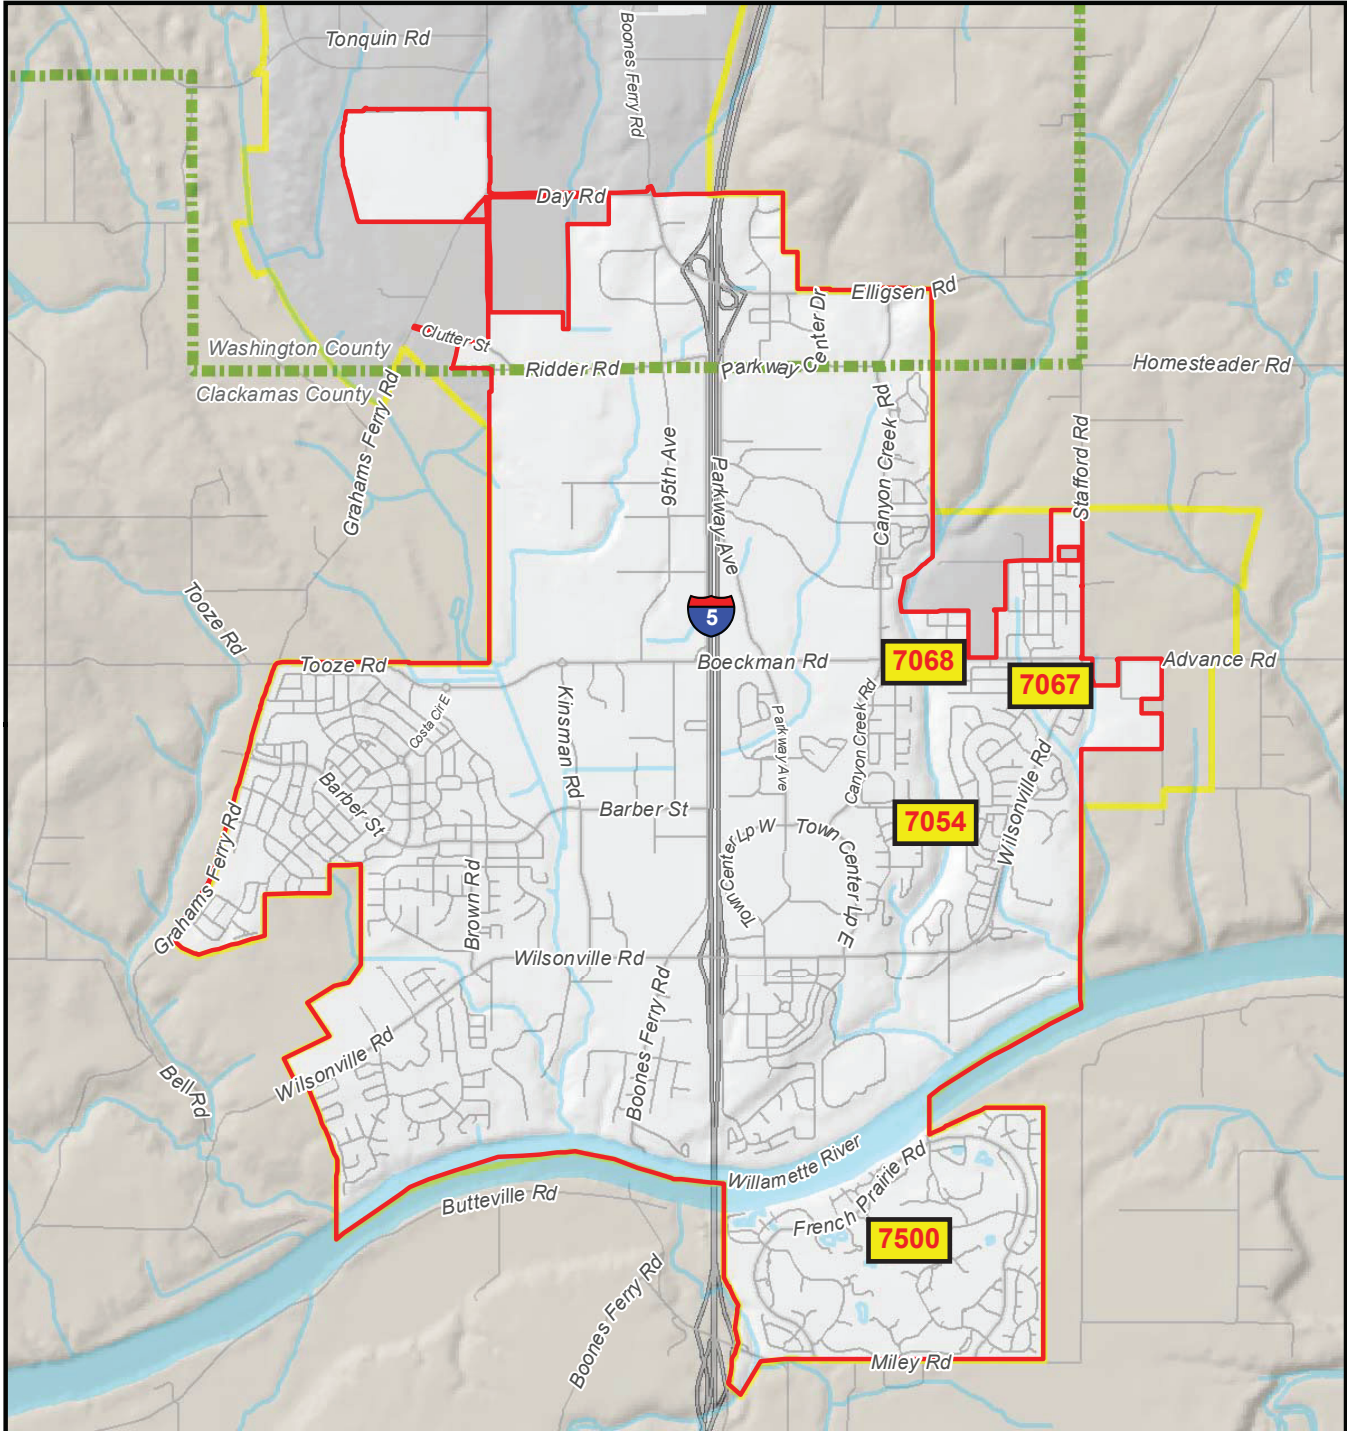 Tonquin Rd
Boones Ferry Rd
Day Rd
Elligsen Rd
Clutter St
Washington County
Clackamas County
Ridder Rd
Parkway Center Dr
Homesteader Rd
Grahams Ferry Rd
95th Ave
Parkway Ave
Canyon Creek Rd
Stafford Rd
Tooze Rd
5
Tooze Rd
Boeckman Rd
7068
7067
Advance Rd
Costa Cir E
Kinsman Rd
Parkway Ave
Canyon Creek Rd
Wilsonville Rd
Barber St
Barber St
Town Center Lp W
Town Center Lp E
7054
Grahams Ferry Rd
Brown Rd
Wilsonville Rd
Boones Ferry Rd
Wilsonville Rd
Bell Rd
Willamette River
French Prairie Rd
Butteville Rd
7500
Boones Ferry Rd
Miley Rd